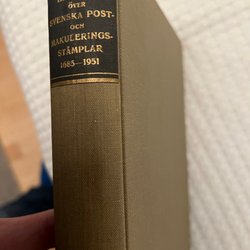 ÖVER
SVENSKA POST-
OCH
MAKULERINGS-
STÄMPLAR
1685—1951